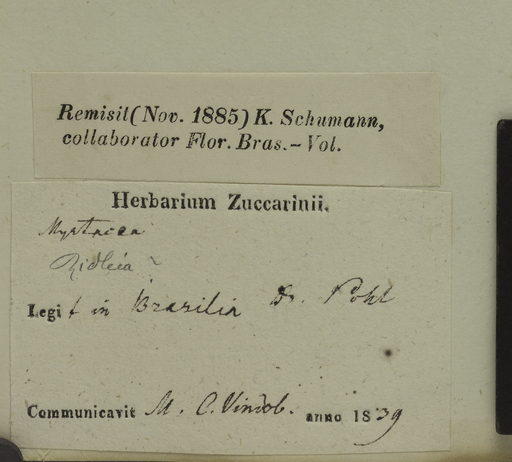 Remisit (Nov. 1885) K. Schumann,
collaborator Flor. Bras. – Vol.
Herbarium Zuccarinii.
Myrtacea
Ridleia
Legit in Brasilia Dr. Pohl
Communicavit M. C. Vindob. anno 1839